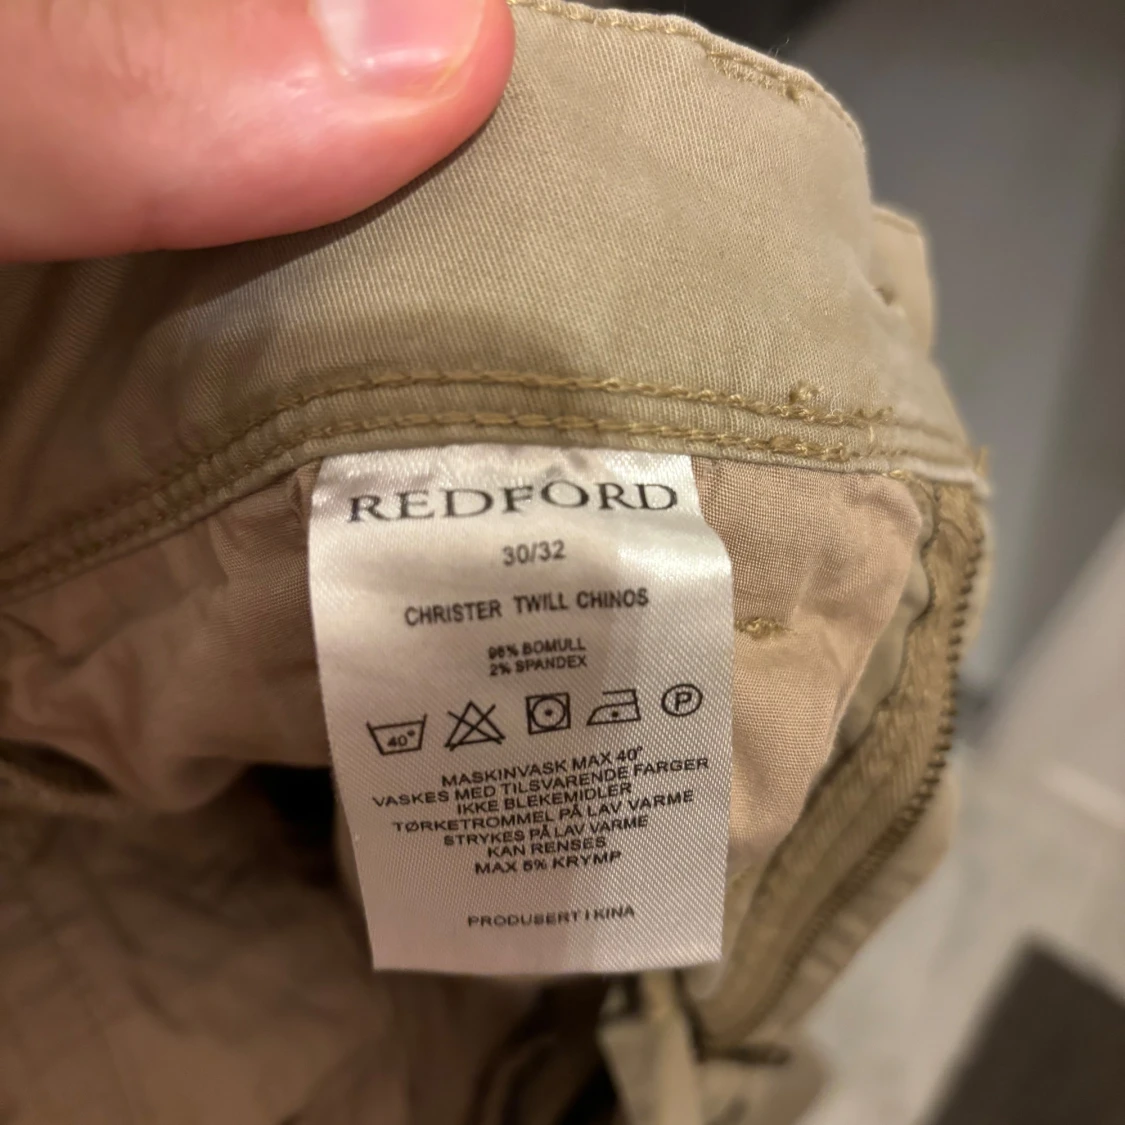 REDFORD
30/32
CHRISTER TWILL CHINOS
98% BOMULL
2% SPANDEX
40°
P
MASKINVASK MAX 40°
VASKES MED TILSVARENDE FARGER
IKKE BLEKEMIDLER
TØRKETROMMEL PÅ LAV VARME
STRYKES PÅ LAV VARME
KAN RENSES
MAX 5% KRYMP
PRODUSERT I KINA